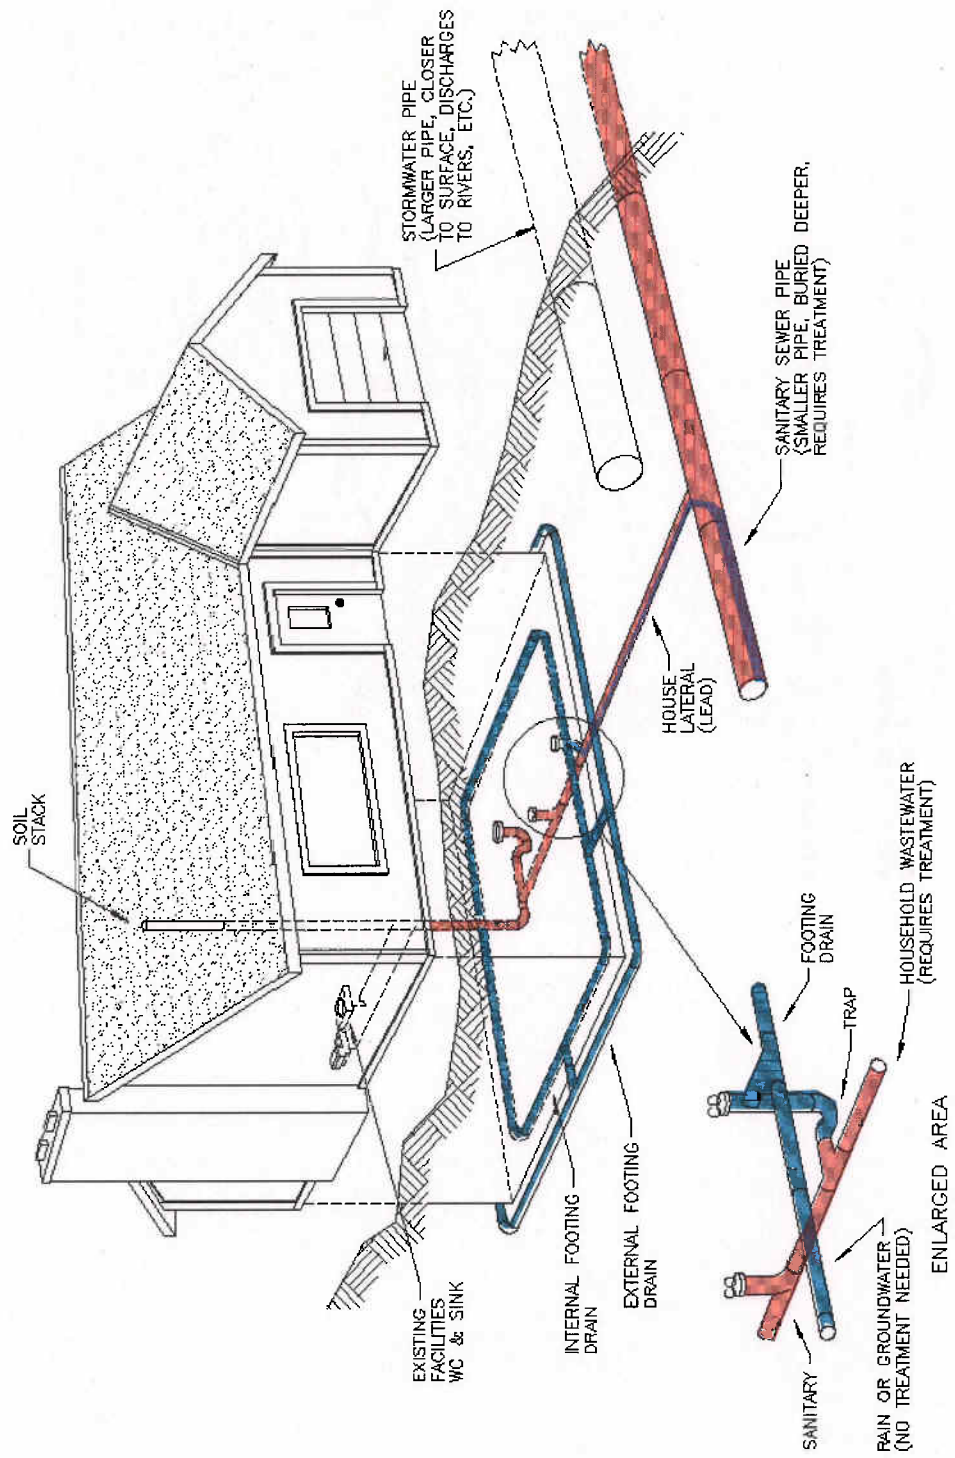 SOIL
STACK
STORMWATER PIPE
(LARGER PIPE, CLOSER
TO SURFACE, DISCHARGES
TO RIVERS, ETC.)
EXISTING
FACILITIES
WC & SINK
INTERNAL FOOTING
DRAIN
EXTERNAL FOOTING
DRAIN
HOUSE
LATERAL
(LEAD)
SANITARY SEWER PIPE
(SMALLER PIPE, BURIED DEEPER,
REQUIRES TREATMENT)
FOOTING
DRAIN
TRAP
HOUSEHOLD WASTEWATER
(REQUIRES TREATMENT)
SANITARY
RAIN OR GROUNDWATER
(NO TREATMENT NEEDED)
ENLARGED AREA